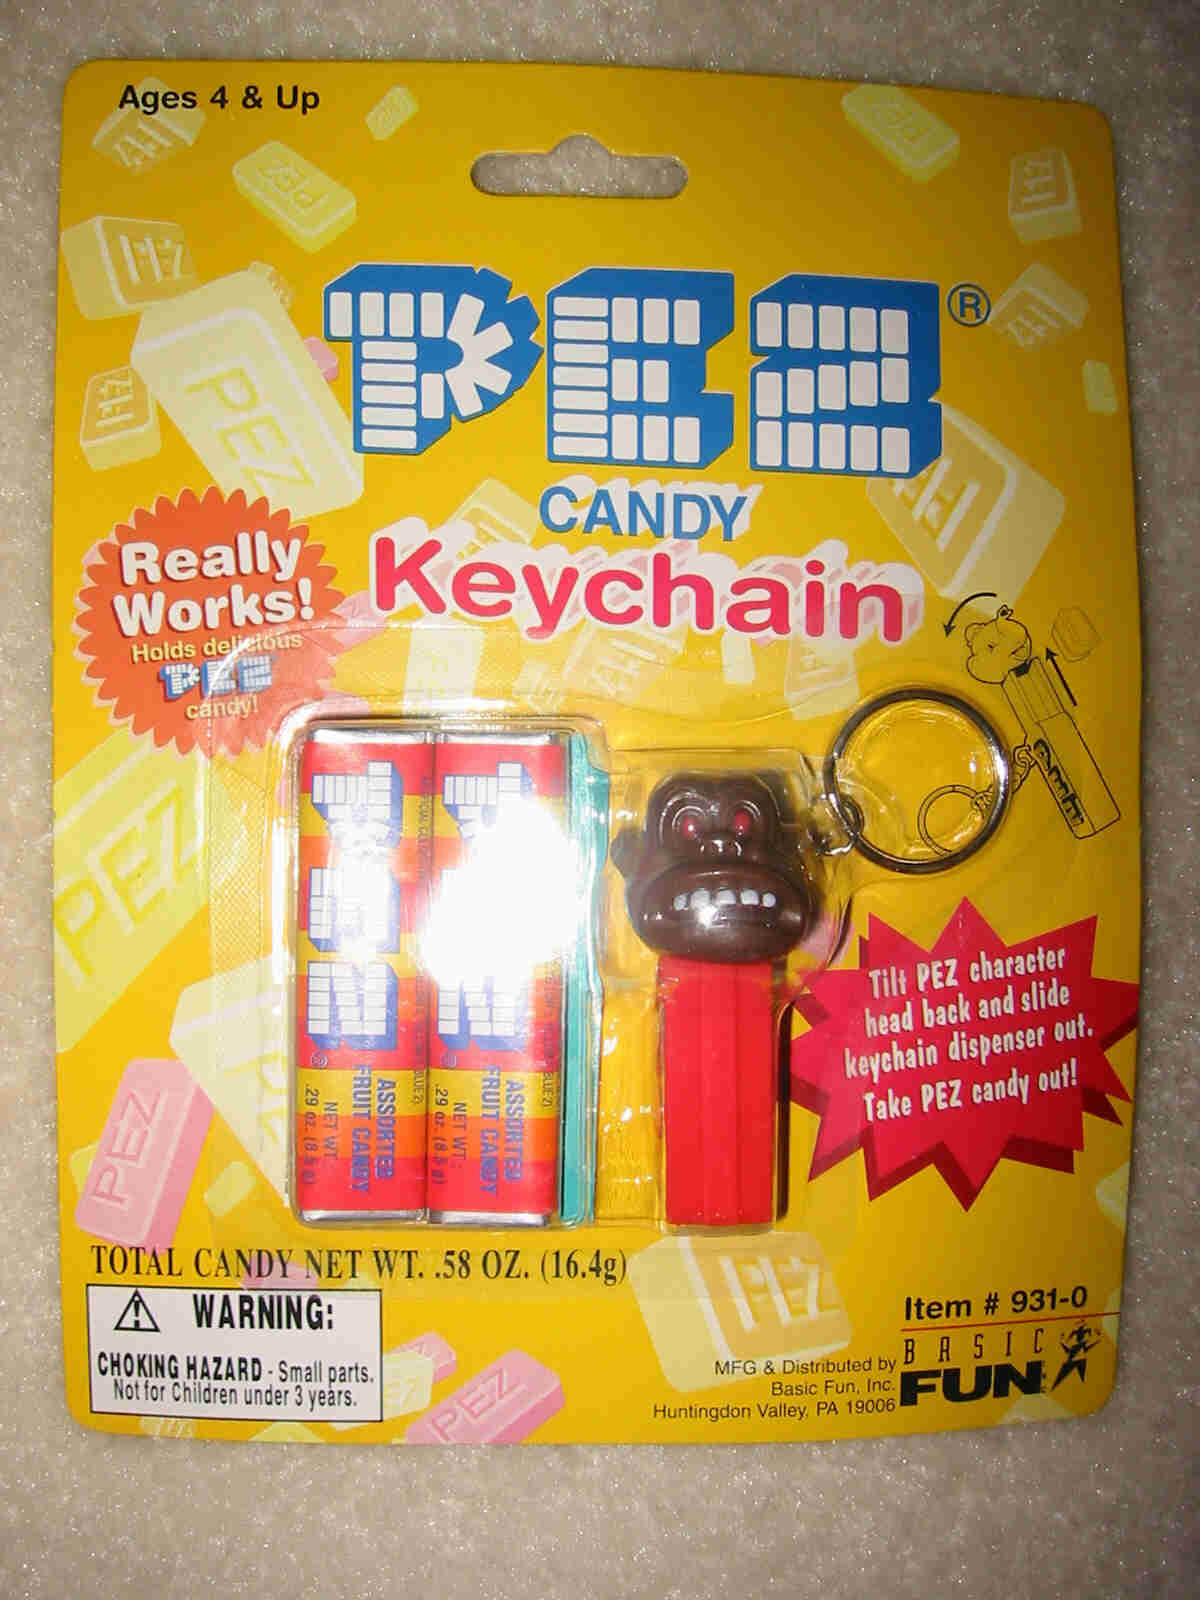 Ages 4 & Up
PEZ®
CANDY
Keychain
Really
Works!
Holds delicious
PEZ
candy!
PEZ
PEZ
ASSORTED
FRUIT CANDY
NET WT.
.29 oz. (8.5 g)
ASSORTED
FRUIT CANDY
NET WT.
.29 oz. (8.5 g)
Tilt PEZ character
head back and slide
keychain dispenser out.
Take PEZ candy out!
TOTAL CANDY NET WT. .58 OZ. (16.4g)
WARNING:
CHOKING HAZARD - Small parts.
Not for Children under 3 years.
Item # 931-0
BASIC
FUN
MFG & Distributed by
Basic Fun, Inc.
Huntingdon Valley, PA 19006